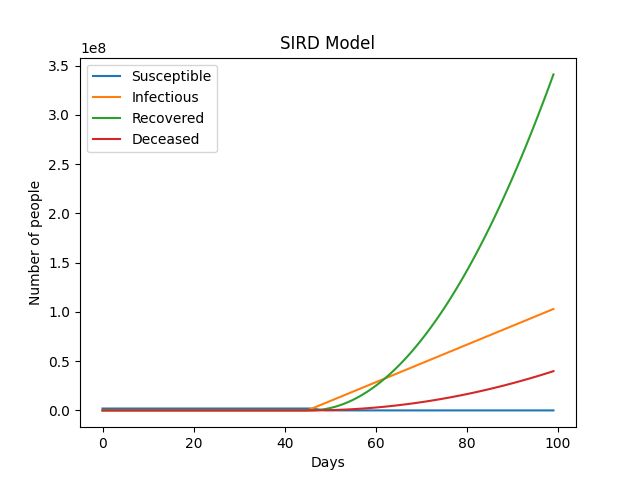 SIRD Model
1e8
3.5
3.0
2.5
2.0
1.5
1.0
0.5
0.0
Number of people
Susceptible
Infectious
Recovered
Deceased
0 20 40 60 80 100
Days